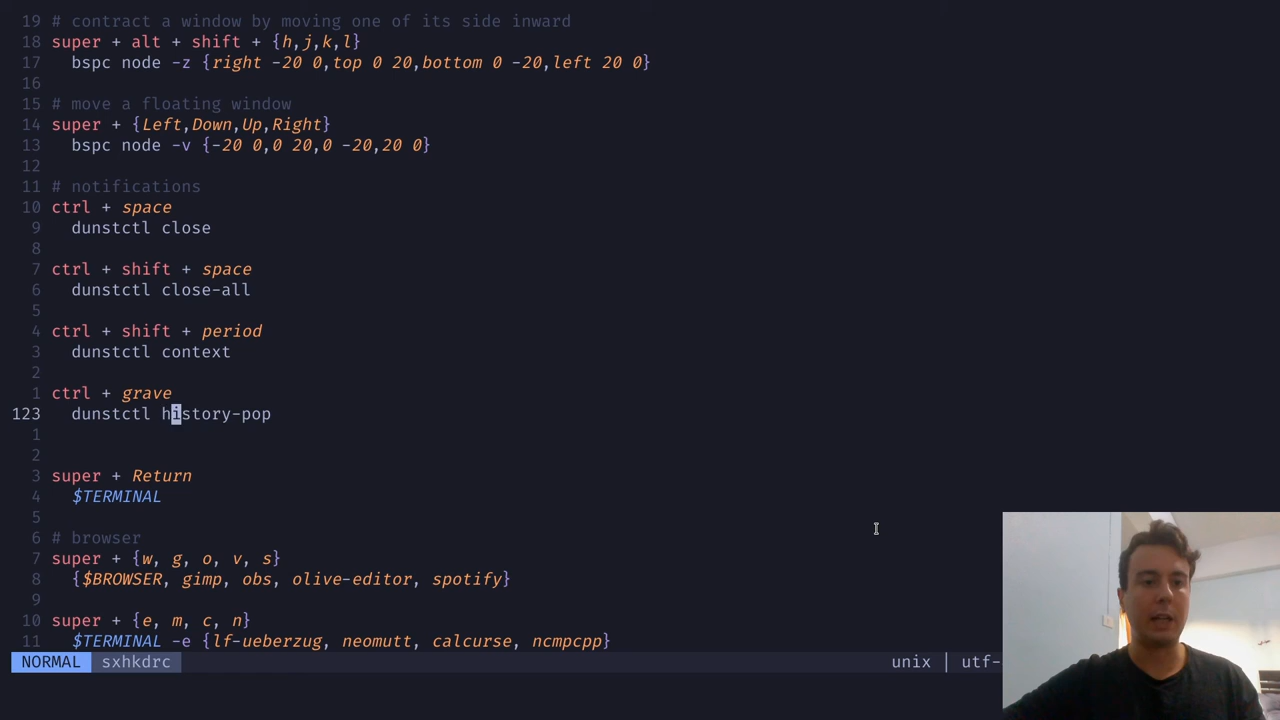 19 # contract a window by moving one of its side inward
18 super + alt + shift + {h,j,k,l}
17   bspc node -z {right -20 0,top 0 20,bottom 0 -20,left 20 0}
16
15 # move a floating window
14 super + {Left,Down,Up,Right}
13   bspc node -v {-20 0,0 20,0 -20,20 0}
12
11 # notifications
10 ctrl + space
9   dunstctl close
8
7 ctrl + shift + space
6   dunstctl close-all
5
4 ctrl + shift + period
3   dunstctl context
2
1 ctrl + grave
123   dunstctl history-pop
1
2
3 super + Return
4   $TERMINAL
5
6 # browser
7 super + {w, g, o, v, s}
8   {$BROWSER, gimp, obs, olive-editor, spotify}
9
10 super + {e, m, c, n}
11   $TERMINAL -e {lf-ueberzug, neomutt, calcurse, ncmpcpp}
NORMAL sxhkdrc unix | utf-